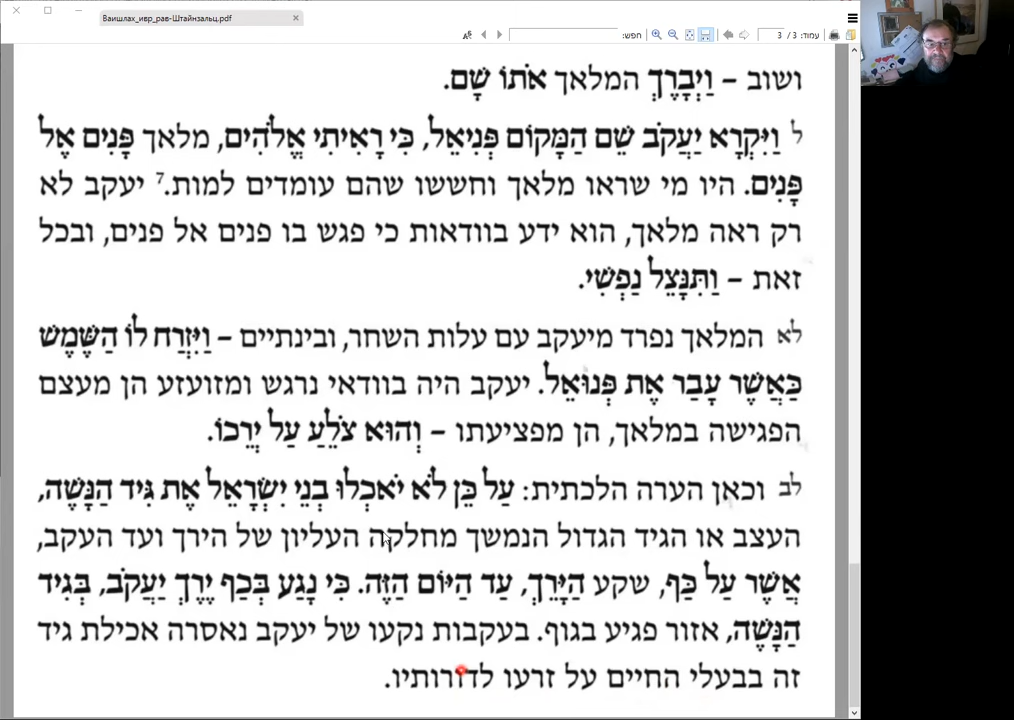 Ваишлах_ивр_рав-Штайнзальц.pdf
חפש: עמוד: 3 / 3
ושוב – וַיְבָרֶךְ המלאך אֹתוֹ שָׁם.
ל וַיִּקְרָא יַעֲקֹב שֵׁם הַמָּקוֹם פְּנִיאֵל, כִּי רָאִיתִי אֱלֹהִים, מלאך פָּנִים אֶל
פָּנִים. היו מי שראו מלאך וחששו שהם עומדים למות.7 יעקב לא
רק ראה מלאך, הוא ידע בוודאות כי פגש בו פנים אל פנים, ובכל
זאת – וַתִּנָּצֵל נַפְשִׁי.
לא המלאך נפרד מיעקב עם עלות השחר, ובינתיים – וַיִּזְרַח לוֹ הַשֶּׁמֶשׁ
כַּאֲשֶׁר עָבַר אֶת פְּנוּאֵל. יעקב היה בוודאי נרגש ומזועזע הן מעצם
הפגישה במלאך, הן מפציעתו – וְהוּא צֹלֵעַ עַל יְרֵכוֹ.
לב וכאן הערה הלכתית: עַל כֵּן לֹא יֹאכְלוּ בְנֵי יִשְׂרָאֵל אֶת גִּיד הַנָּשֶׁה,
העצב או הגיד הגדול הנמשך מחלקה העליון של הירך ועד העקב,
אֲשֶׁר עַל כַּף, שקע הַיָּרֵךְ, עַד הַיּוֹם הַזֶּה. כִּי נָגַע בְּכַף יֶרֶךְ יַעֲקֹב, בְּגִיד
הַנָּשֶׁה, אזור פגיע בגוף. בעקבות נקעו של יעקב נאסרה אכילת גיד
זה בבעלי החיים על זרעו לדורותיו.